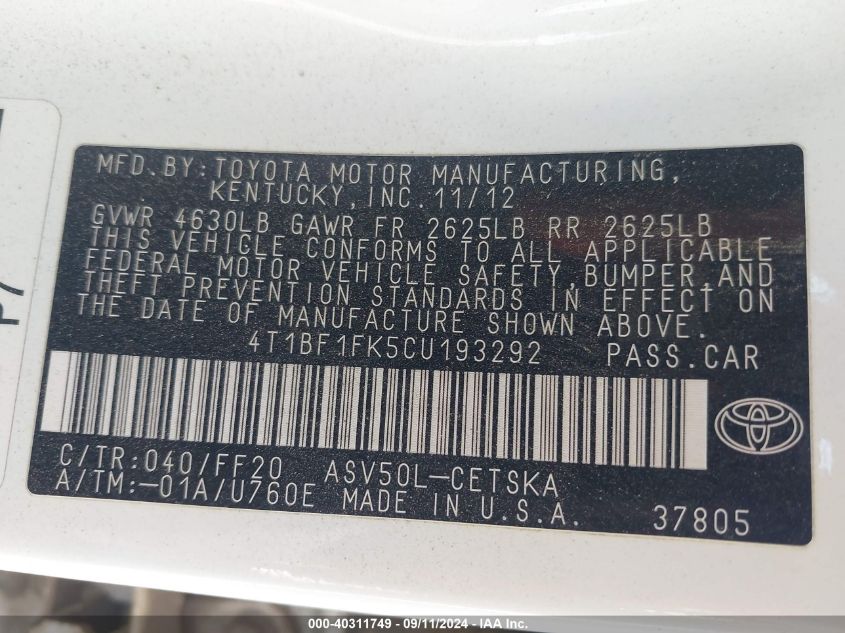 MFD.BY:TOYOTA MOTOR MANUFACTURING,
KENTUCKY,INC.11/12
GVWR 4630LB GAWR FR 2625LB RR 2625LB
THIS VEHICLE CONFORMS TO ALL APPLICABLE
FEDERAL MOTOR VEHICLE SAFETY,BUMPER,AND
THEFT PREVENTION STANDARDS IN EFFECT ON
THE DATE OF MANUFACTURE SHOWN ABOVE.
4T1BF1FK5CU193292 PASS.CAR
C/TR:040/FF20 ASV50L-CETSKA
A/TM:-01A/U760E MADE IN U.S.A. 37805
© - 40311749 - 09/11/2024 - IAAI Inc.